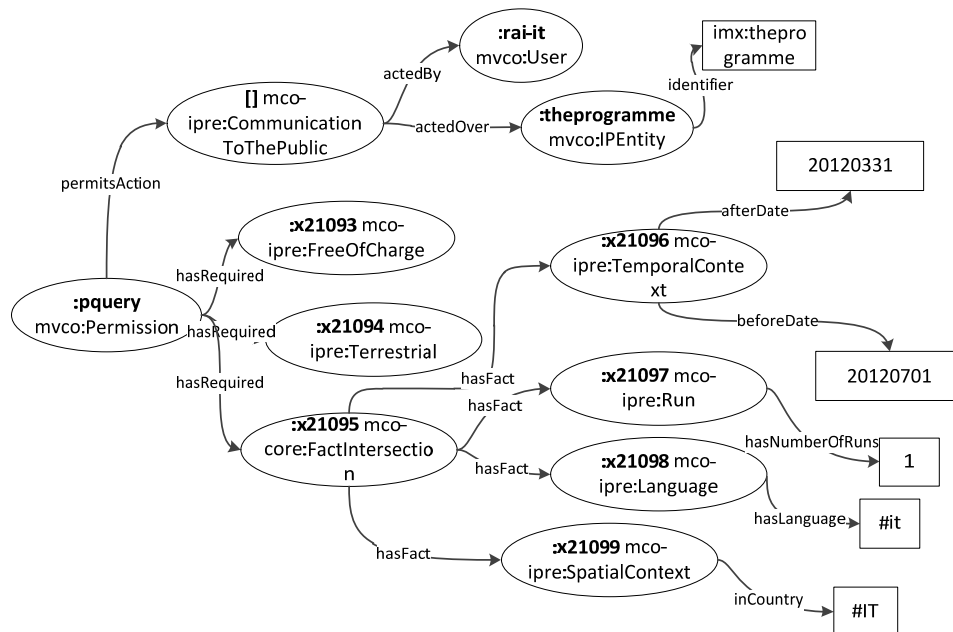 :rai-it
mvco:User
imx:thepro
gramme
actedBy
identifier
[] mco-
ipre:Communication
ToThePublic
actedOver
:theprogramme
mvco:IPEntity
permitsAction
20120331
afterDate
:x21093 mco-
ipre:FreeOfCharge
:x21096 mco-
ipre:TemporalConte
xt
hasRequired
:pquery
mvco:Permission
hasRequired
:x21094 mco-
ipre:Terrestrial
beforeDate
hasRequired
hasFact
:x21097 mco-
ipre:Run
20120701
hasFact
:x21095 mco-
core:FactIntersectio
n
hasNumberOfRuns
1
hasFact
:x21098 mco-
ipre:Language
hasLanguage
#it
hasFact
:x21099 mco-
ipre:SpatialContext
inCountry
#IT